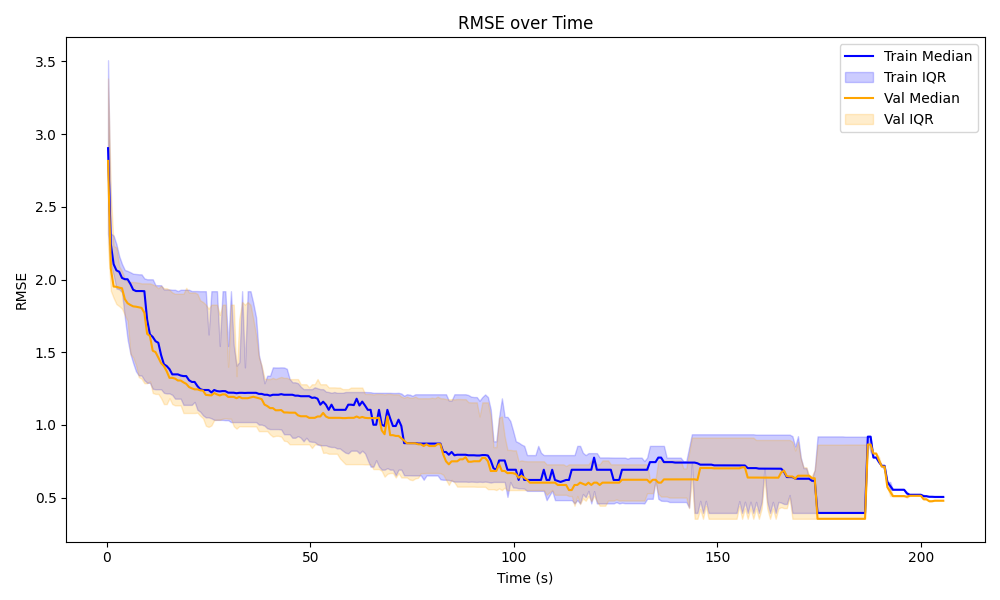 RMSE over Time
RMSE
3.5
3.0
2.5
2.0
1.5
1.0
0.5
Train Median
Train IQR
Val Median
Val IQR
0
50
100
150
200
Time (s)